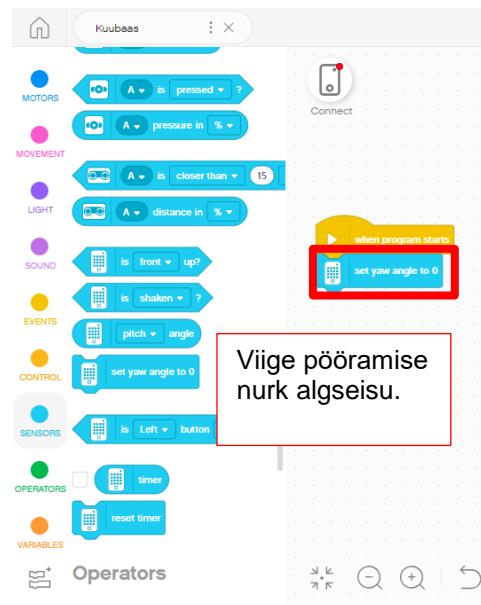 Kuubaas
MOTORS
MOVEMENT
LIGHT
SOUND
EVENTS
CONTROL
SENSORS
OPERATORS
VARIABLES
A is pressed ?
A pressure in %
A is closer than 15
A distance in %
is front up?
is shaken ?
pitch angle
set yaw angle to 0
is Left button
timer
reset timer
Operators
Connect
when program starts
set yaw angle to 0
Viige pööramise
nurk algseisu.